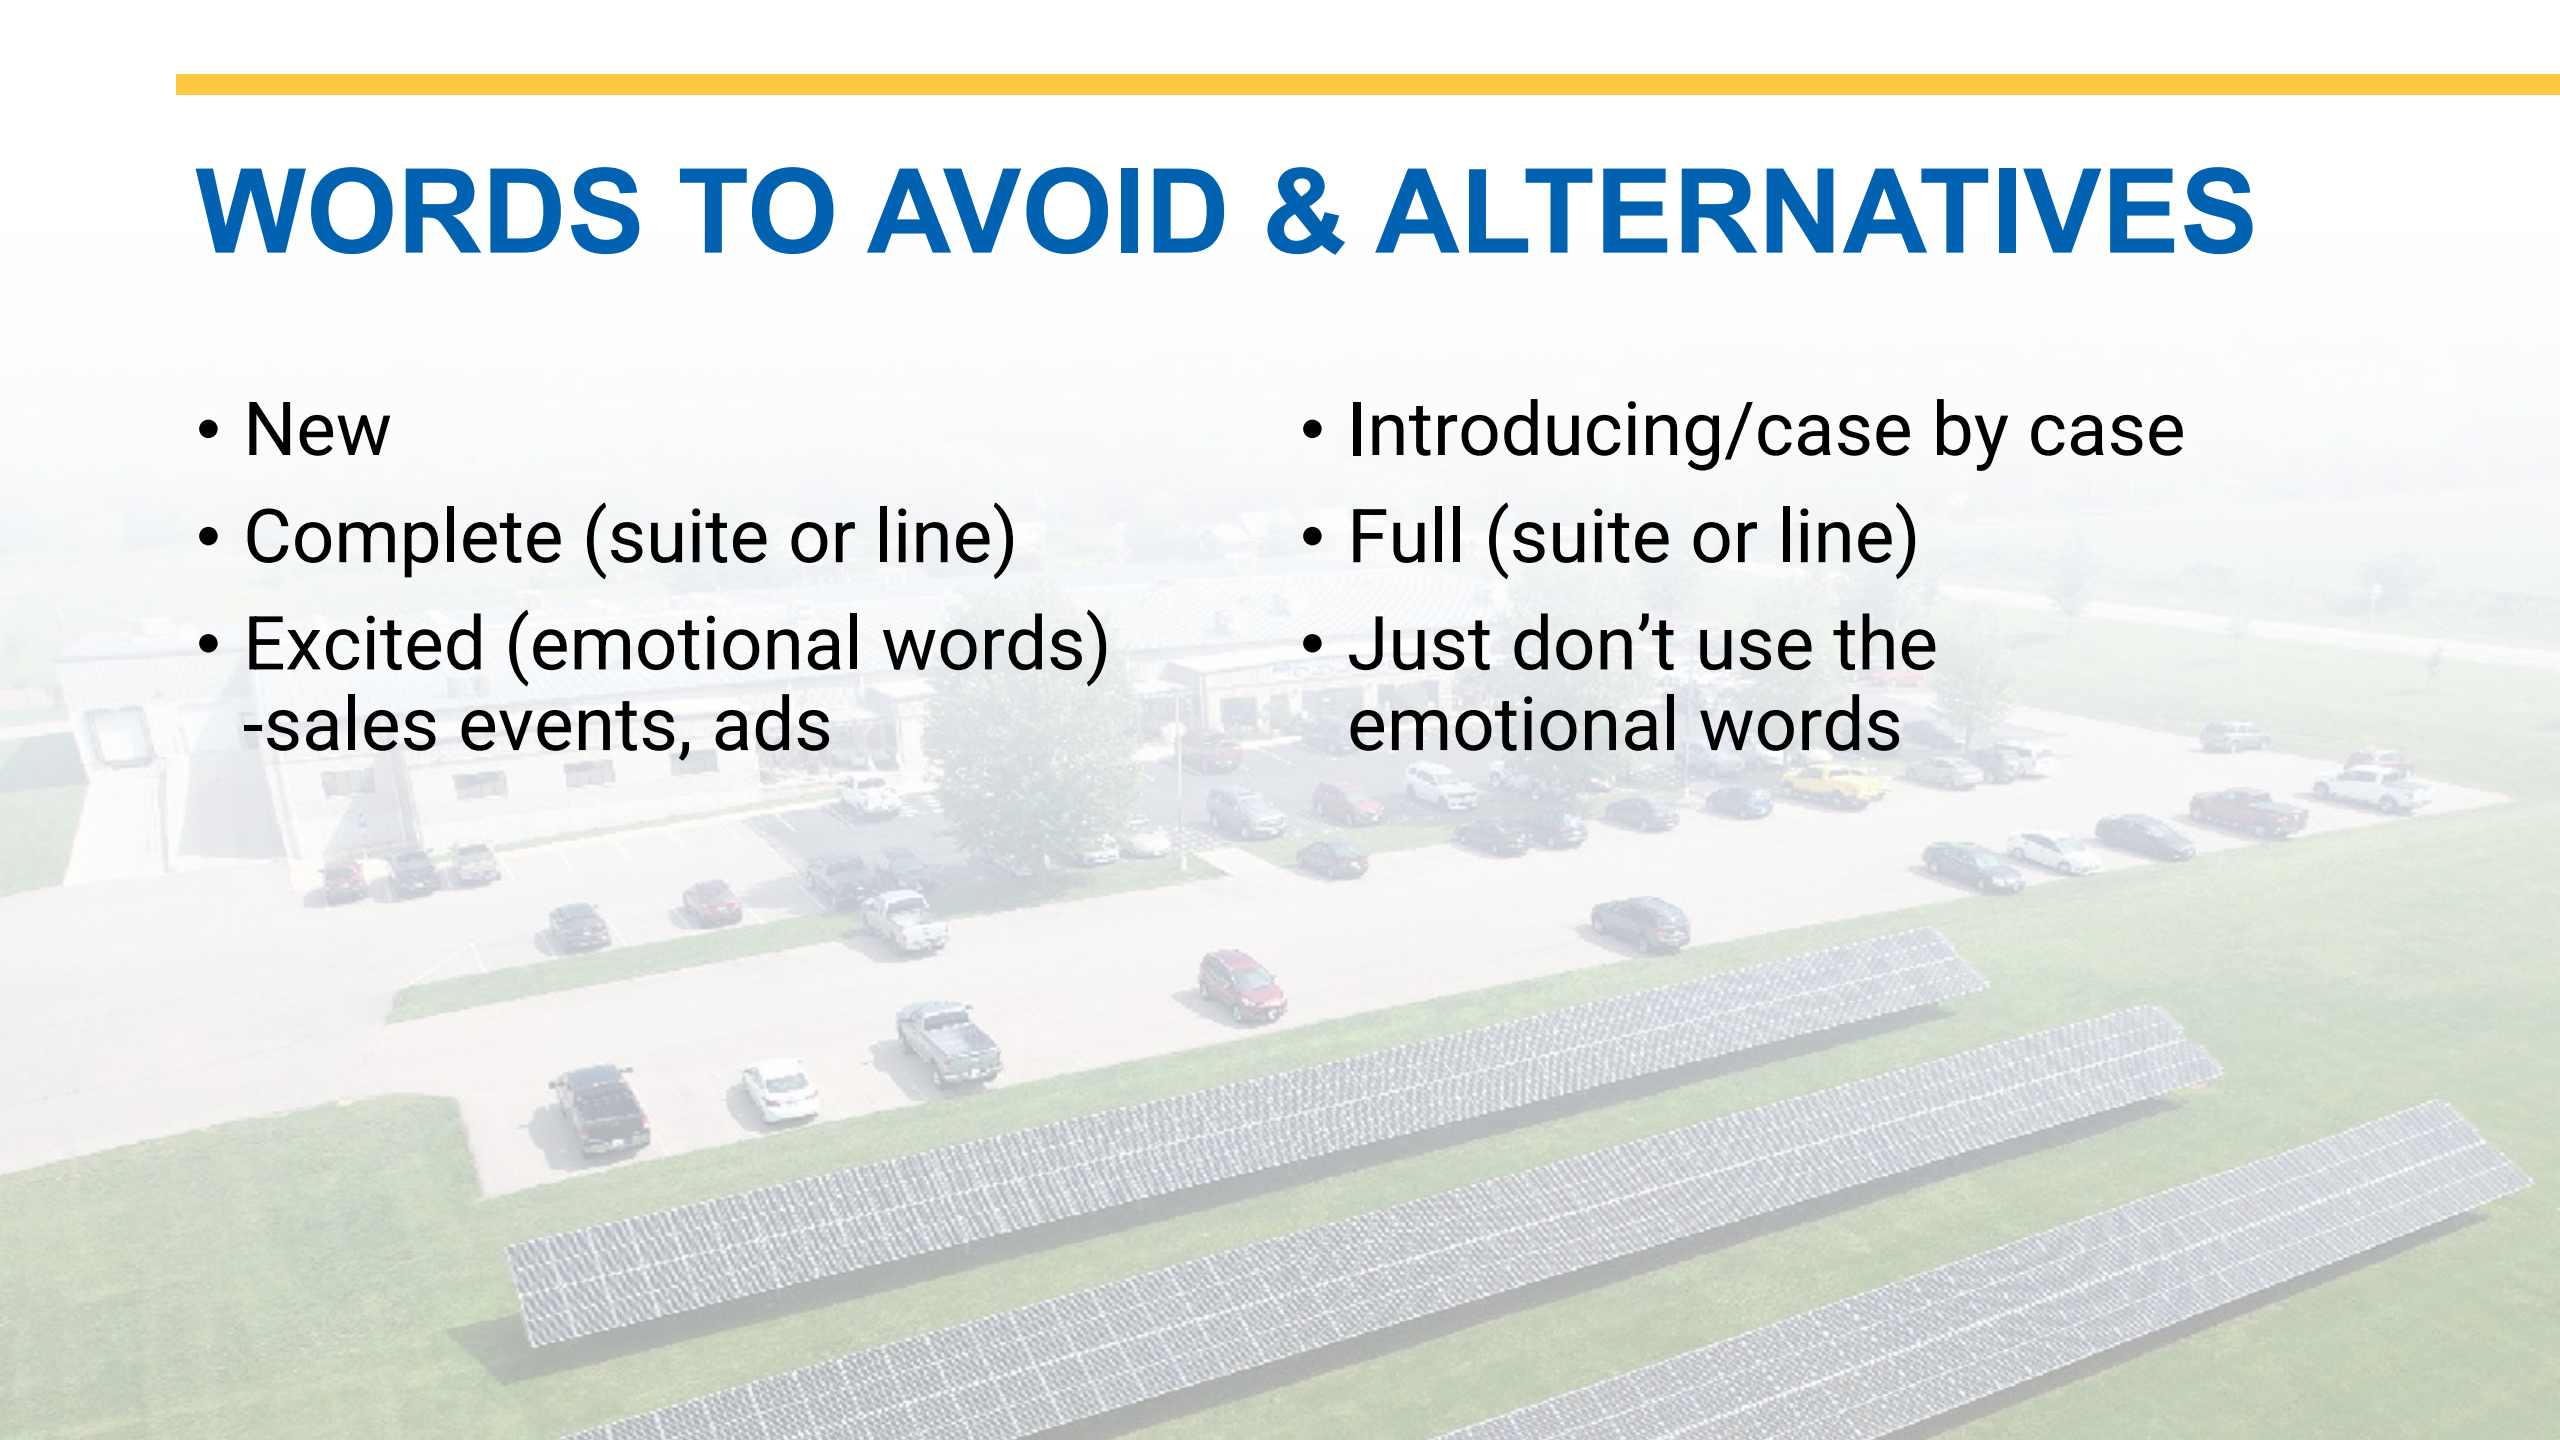 WORDS TO AVOID & ALTERNATIVES
• New
• Complete (suite or line)
• Excited (emotional words)
-sales events, ads
• Introducing/case by case
• Full (suite or line)
• Just don’t use the
emotional words